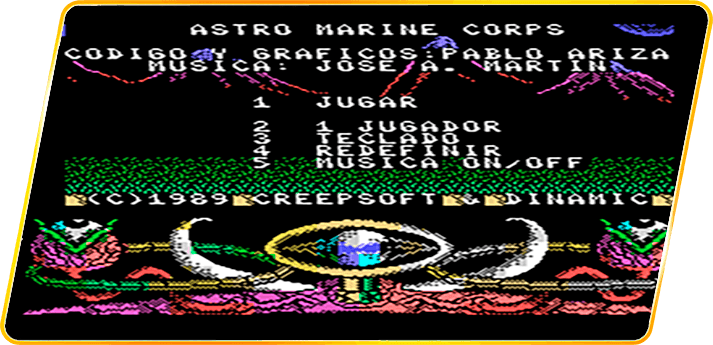 ASTRO MARINE CORPS
CODIGO Y GRAFICOS:PABLO ARIZA
MUSICA: JOSE A. MARTIN
1 JUGAR
2 1 JUGADOR
3 TECLADO
4 REDEFINIR
5 MUSICA ON/OFF
(C)1989 CREEPSOFT & DINAMIC